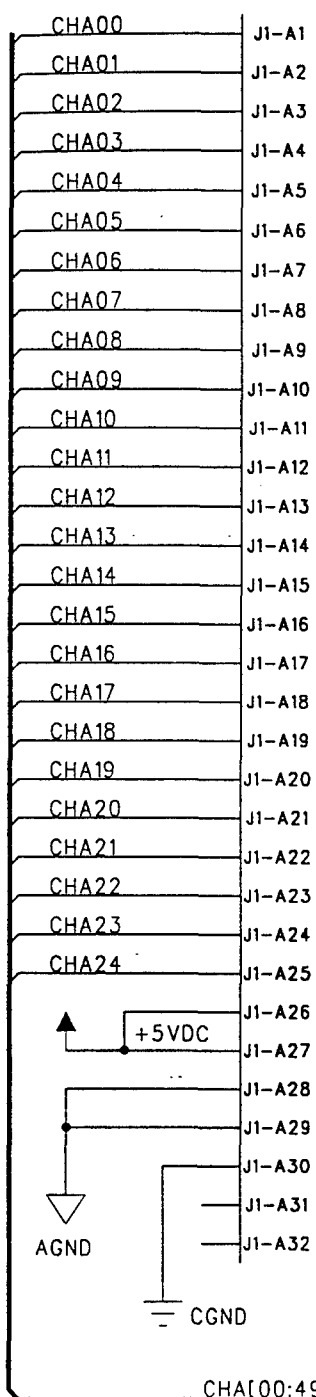 CHA00 J1-A1
CHA01 J1-A2
CHA02 J1-A3
CHA03 J1-A4
CHA04 J1-A5
CHA05 J1-A6
CHA06 J1-A7
CHA07 J1-A8
CHA08 J1-A9
CHA09 J1-A10
CHA10 J1-A11
CHA11 J1-A12
CHA12 J1-A13
CHA13 J1-A14
CHA14 J1-A15
CHA15 J1-A16
CHA16 J1-A17
CHA17 J1-A18
CHA18 J1-A19
CHA19 J1-A20
CHA20 J1-A21
CHA21 J1-A22
CHA22 J1-A23
CHA23 J1-A24
CHA24 J1-A25
J1-A26
+5VDC J1-A27
J1-A28
J1-A29
J1-A30
J1-A31
AGND J1-A32
CGND
CHA[00:49